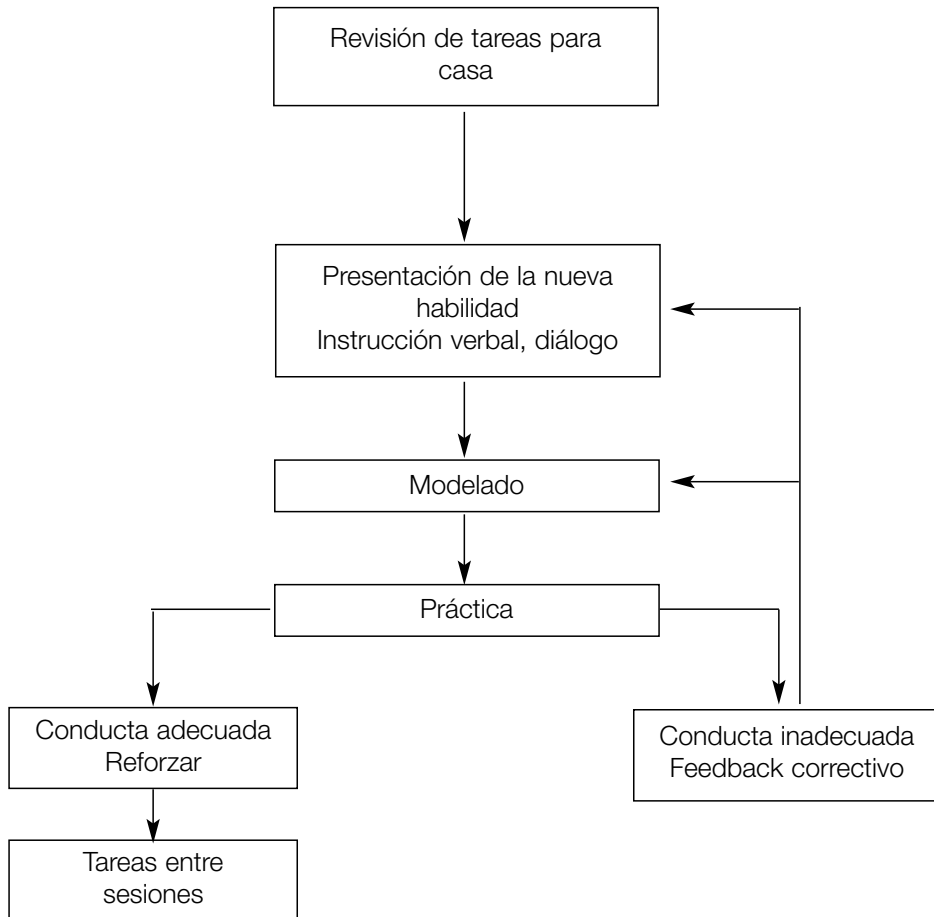 Revisión de tareas para
casa
Presentación de la nueva
habilidad
Instrucción verbal, diálogo
Modelado
Práctica
Conducta adecuada
Reforzar
Conducta inadecuada
Feedback correctivo
Tareas entre
sesiones